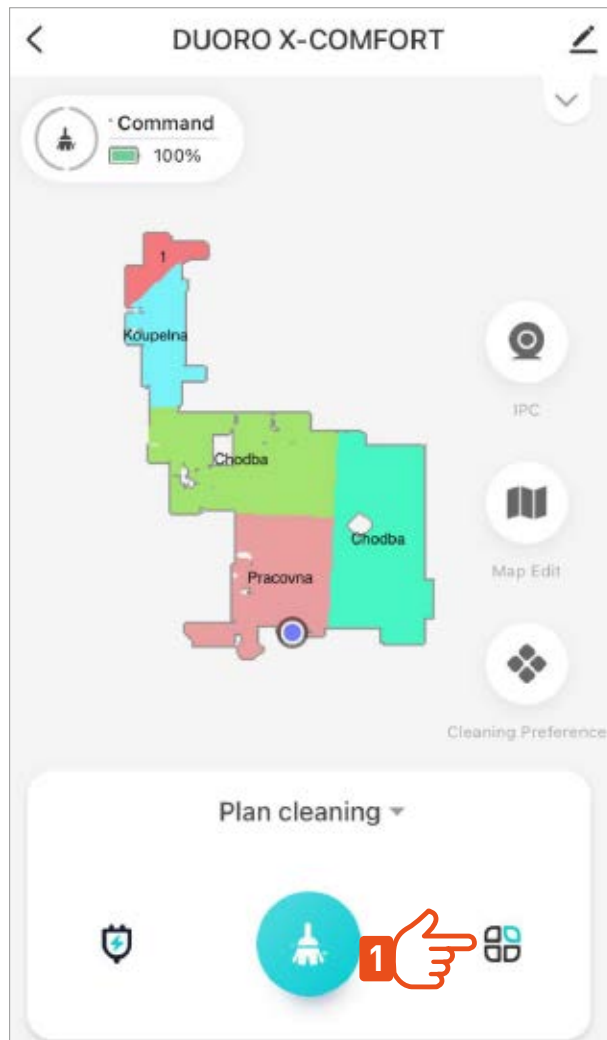 DUORO X-COMFORT
Command
100%
1
Koupelna
Chodba
Chodba
Pracovna
IPC
Map Edit
Cleaning Preference
Plan cleaning
1